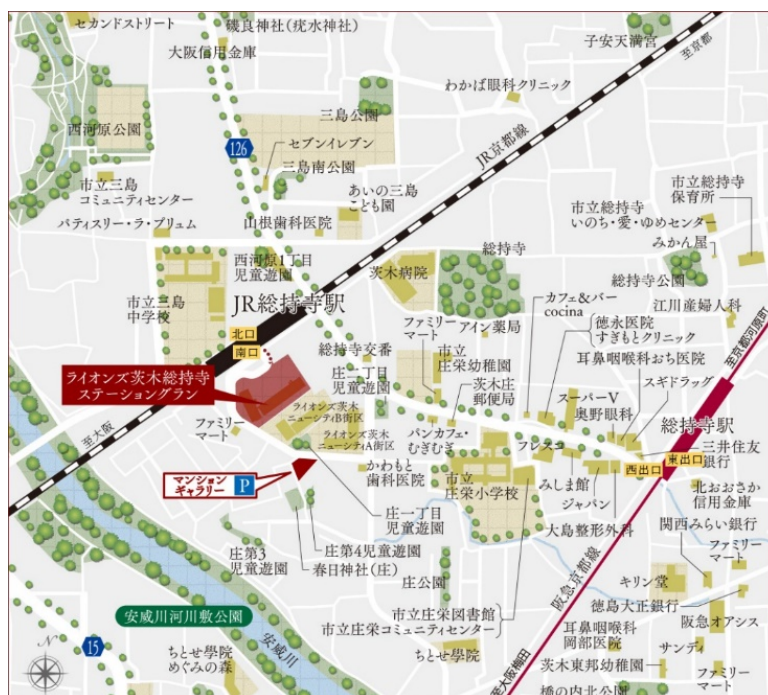 セカンドストリート
磯良神社(疣水神社)
大阪信用金庫
子安天満宮
至京都
わかば眼科クリニック
西河原公園
三島公園
126
セブンイレブン
三島南公園
JR京都線
市立三島
コミュニティセンター
あいの三島
こども園
パティスリー・ラ・プリュム
山根歯科医院
市立総持寺
保育所
市立総持寺
いのち・愛・ゆめセンター
みかん屋
西河原1丁目
児童遊園
茨木病院
総持寺
総持寺公園
市立三島
中学校
JR総持寺駅
北口
南口
カフェ&バー
cocina
江川産婦人科
至京都河原町
ファミリー
マート
アイン薬局
徳永医院
すぎもとクリニック
総持寺交番
市立
庄栄幼稚園
耳鼻咽喉科おち医院
庄一丁目
児童遊園
茨木庄
郵便局
スーパーV
スギドラッグ
奥野眼科
ライオンズ茨木総持寺
ステーショングラン
総持寺駅
ライオンズ茨木
ニューシティB街区
ライオンズ茨木
ニューシティA街区
ファミリー
マート
至大阪
パンカフェ・
むぎむぎ
フレスコ
三井住友
銀行
東出口
西出口
マンション
ギャラリー
P
かわもと
歯科医院
市立
庄栄小学校
みしま館
ジャパン
北おおさか
信用金庫
庄一丁目
児童遊園
大島整形外科
関西みらい銀行
ファミリー
マート
庄第3
児童遊園
庄第4児童遊園
春日神社(庄)
庄公園
阪急京都線
キリン堂
徳島大正銀行
安威川河川敷公園
市立庄栄図書館
市立庄栄コミュニティセンター
耳鼻咽喉科
岡部医院
阪急オアシス
N
15
安威川
ちとせ學院
めぐみの森
ちとせ學院
サンディ
茨木東邦幼稚園
ファミリー
マート
至大阪梅田
橋の内北公園